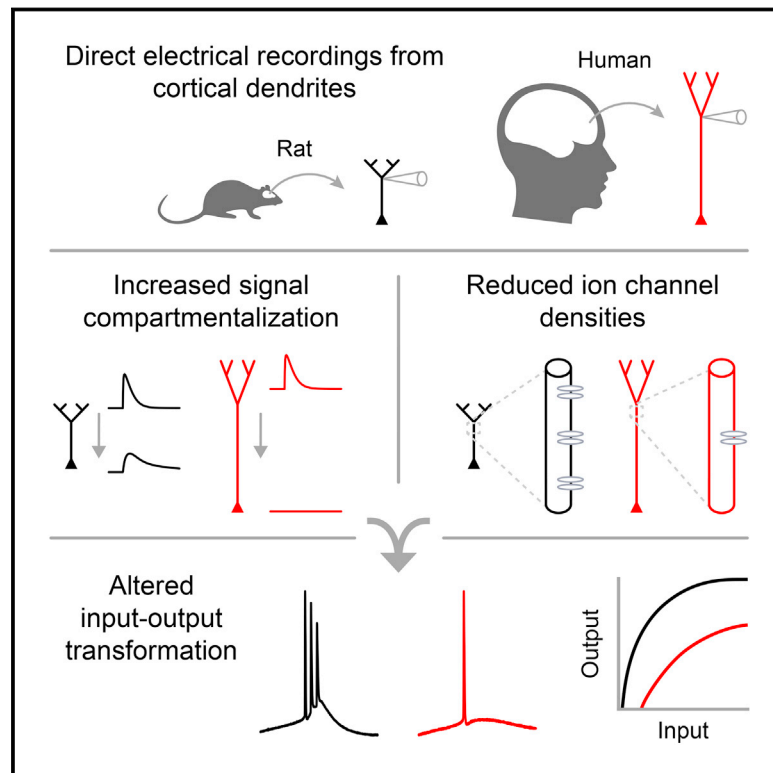 Direct electrical recordings from
cortical dendrites
Human
Rat
Increased signal
compartmentalization
Reduced ion channel
densities
Altered
input-output
transformation
Output
Input